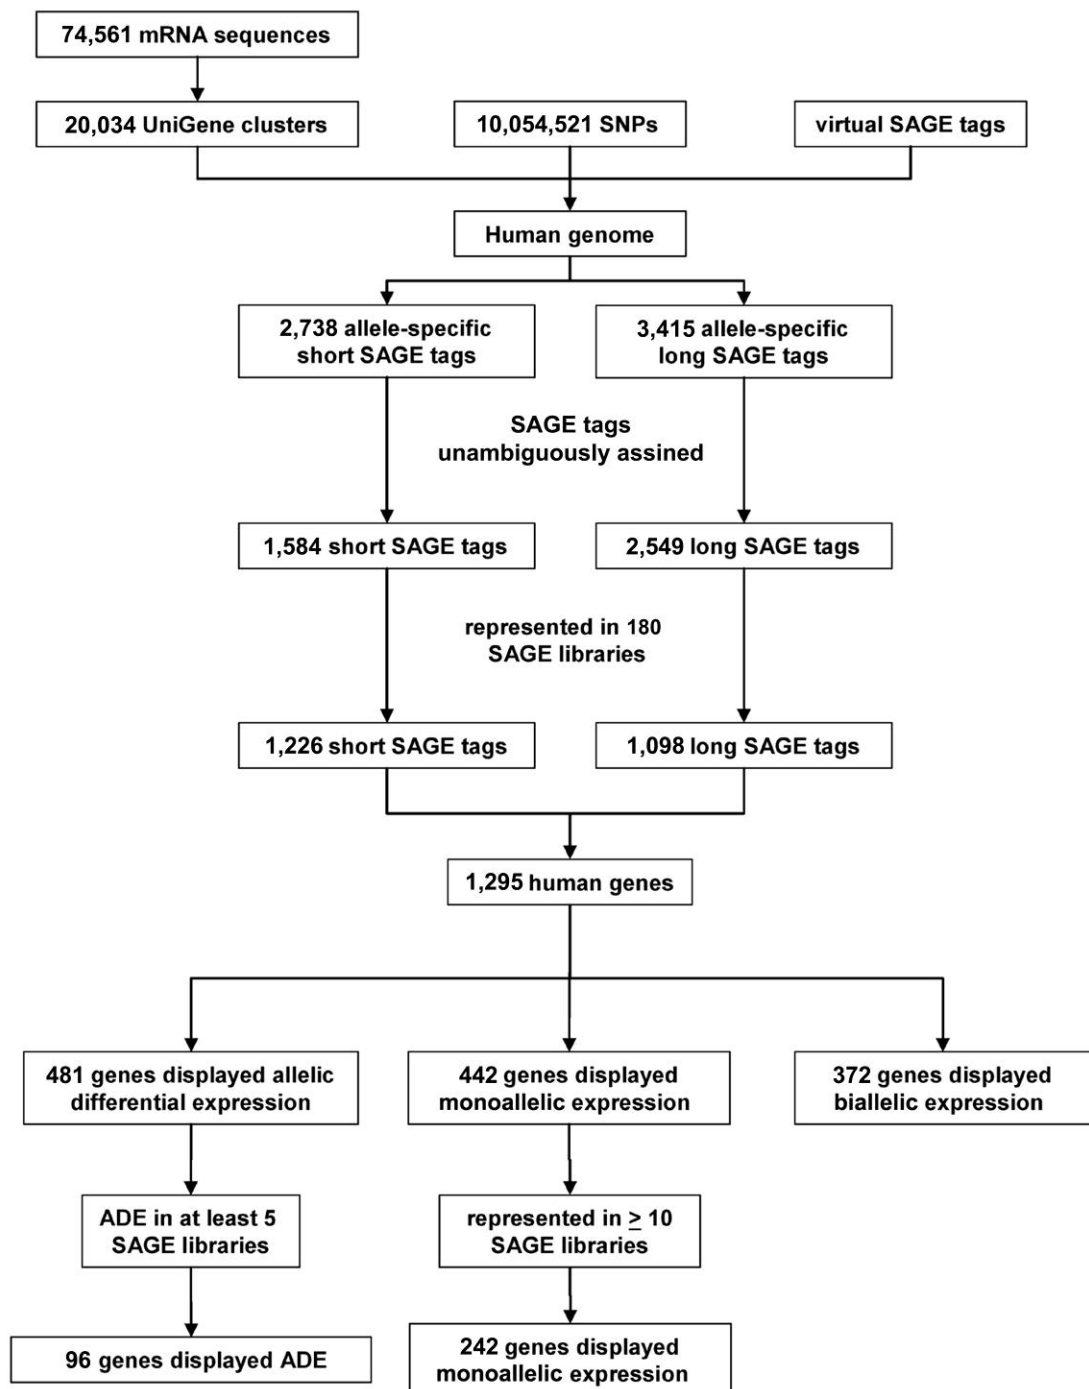 74,561 mRNA sequences
20,034 UniGene clusters
10,054,521 SNPs
virtual SAGE tags
Human genome
2,738 allele-specific
short SAGE tags
3,415 allele-specific
long SAGE tags
SAGE tags
unambiguously assined
1,584 short SAGE tags
2,549 long SAGE tags
represented in 180
SAGE libraries
1,226 short SAGE tags
1,098 long SAGE tags
1,295 human genes
481 genes displayed allelic
differential expression
442 genes displayed
monoallelic expression
372 genes displayed
biallelic expression
ADE in at least 5
SAGE libraries
represented in ≥ 10
SAGE libraries
96 genes displayed ADE
242 genes displayed
monoallelic expression